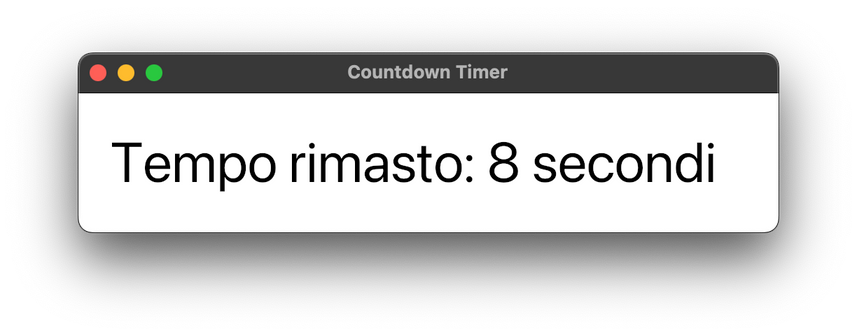 Countdown Timer
Tempo rimasto: 8 secondi